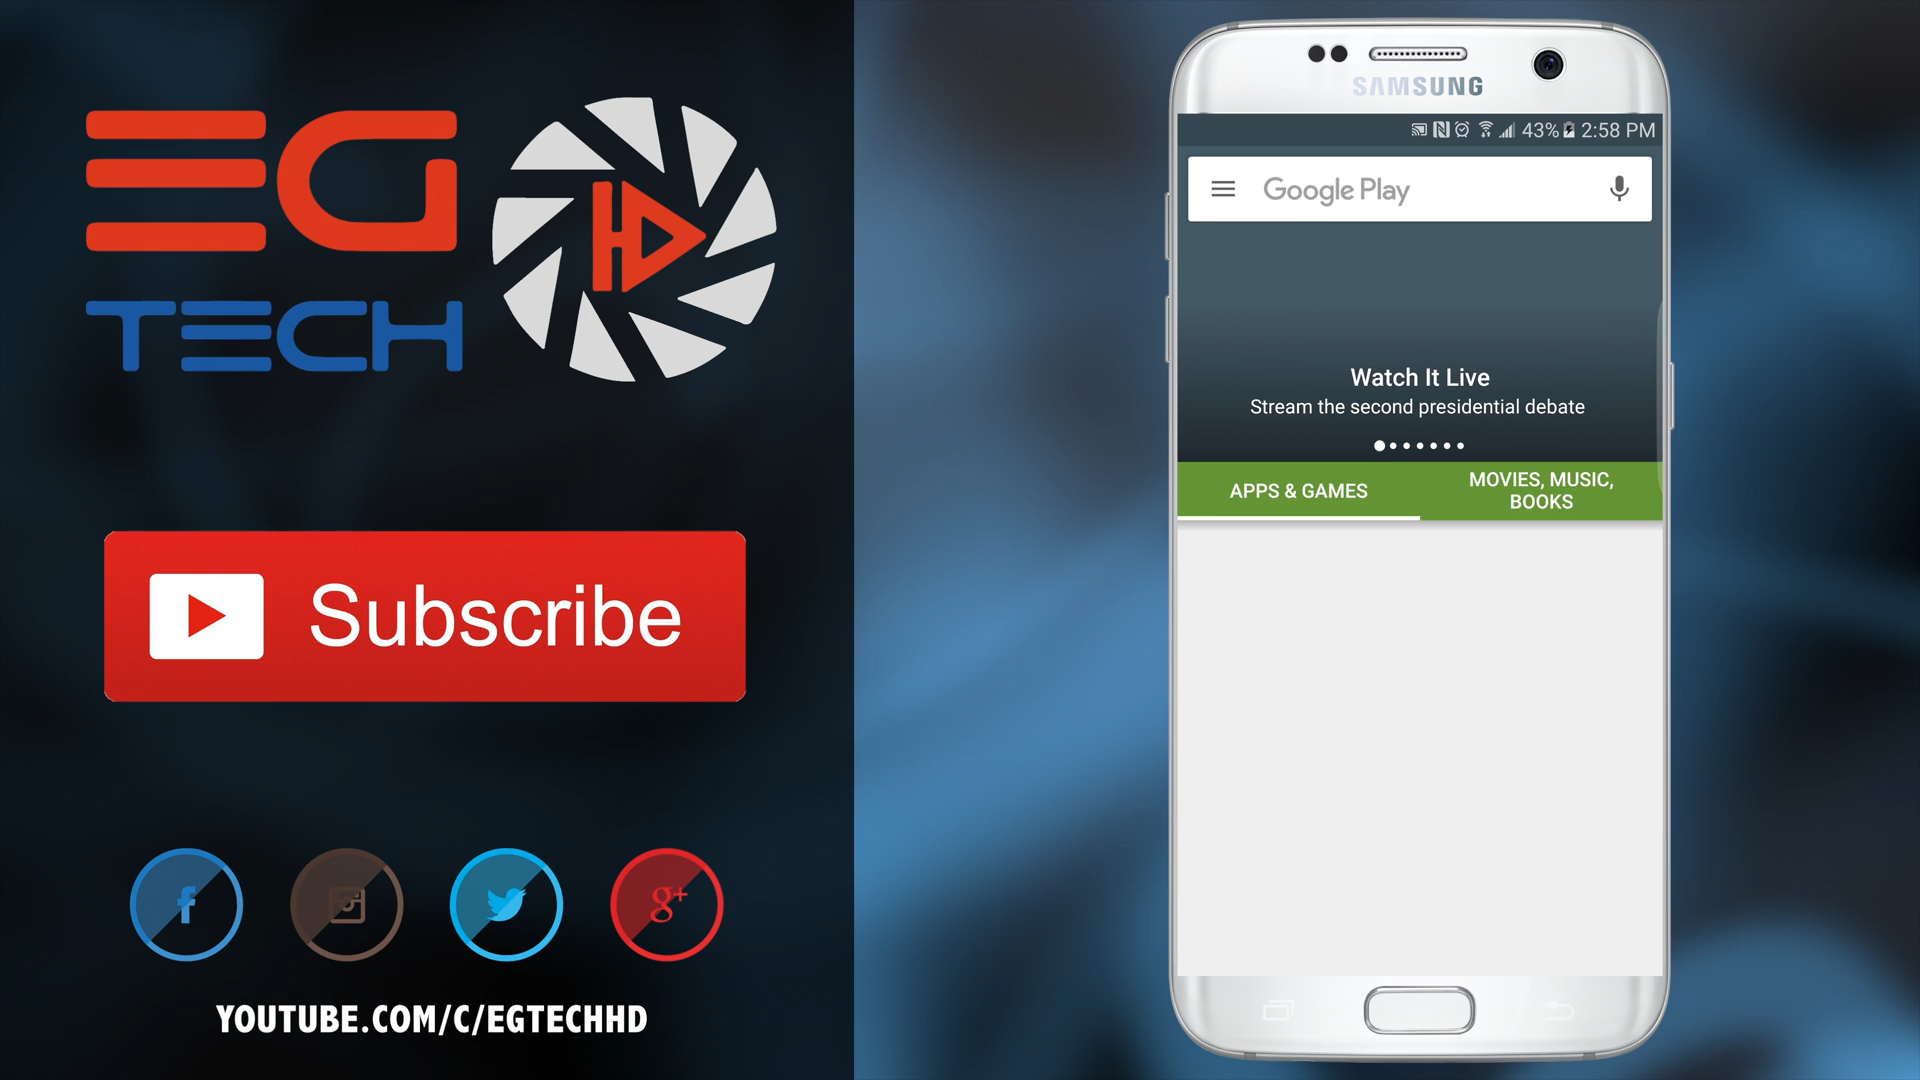 EG
TECH
HD
Subscribe
f
g+
YOUTUBE.COM/C/EGTECHHD
SAMSUNG
43% 2:58 PM
Google Play
Watch It Live
Stream the second presidential debate
APPS & GAMES
MOVIES, MUSIC,
BOOKS